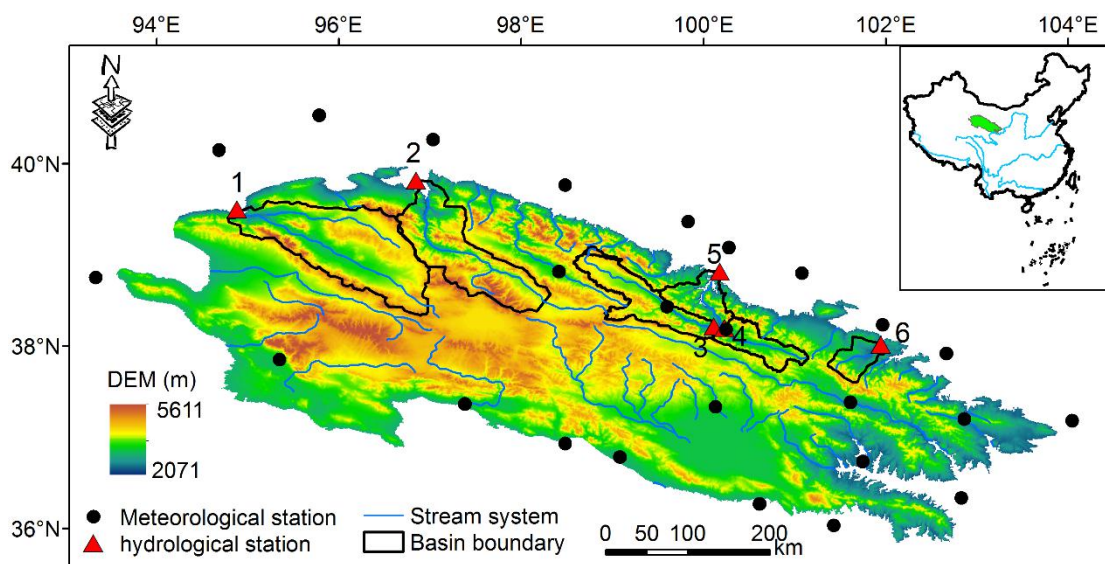 94°E 96°E 98°E 100°E 102°E 104°E
N
40°N
38°N
36°N
1
2
5
3 4
6
DEM (m)
5611
2071
Meteorological station
hydrological station
Stream system
Basin boundary
0 50 100 200
km